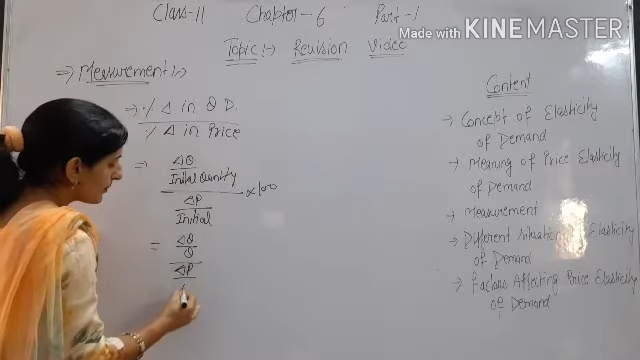 Class-11 Chapter-6 Part-1
Made with KINEMASTER
Topic:- Revision Video
⇒ Measurement:-
→ % Δ in Q D.
% Δ in Price
⇒ ΔQ
Inital Quantity
ΔP ×100
Initial
= ΔQ
Q
ΔP
Content
→ Concept of Elasticity
of Demand
→ Meaning of Price Elasticity
of Demand
→ Measurement
→ Different Situation of Elasticity
of Demand
→ Factors Affecting Price Elasticity
of Demand